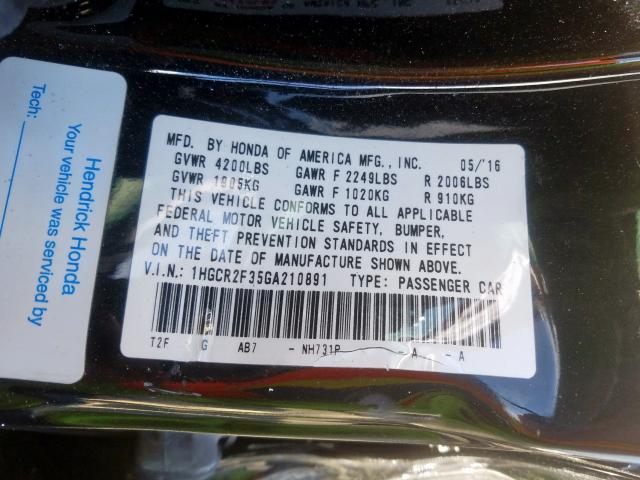 MFD. BY HONDA OF AMERICA MFG., INC. 05/'16
GVWR 4200LBS GAWR F 2249LBS R 2006LBS
GVWR 1905KG GAWR F 1020KG R 910KG
THIS VEHICLE CONFORMS TO ALL APPLICABLE
FEDERAL MOTOR VEHICLE SAFETY, BUMPER,
AND THEFT PREVENTION STANDARDS IN EFFECT
ON THE DATE OF MANUFACTURE SHOWN ABOVE.
V.I.N.: 1HGCR2F35GA210891 TYPE: PASSENGER CAR
T2F G AB7 - NH731P - A - A
Hendrick Honda
Your vehicle was serviced by
Tech: